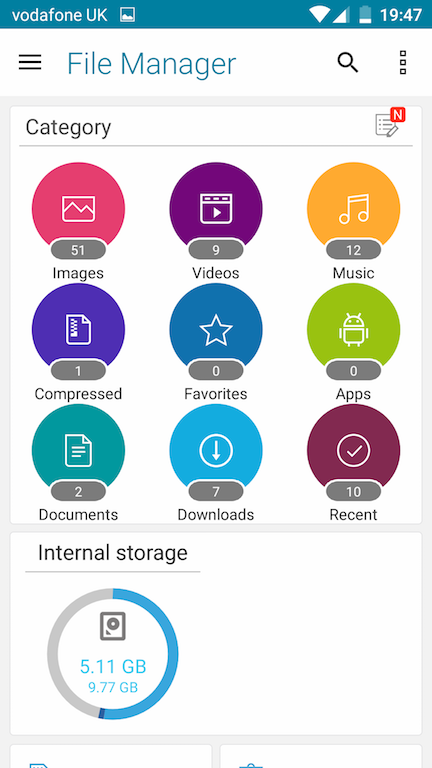 vodafone UK 19:47
File Manager
Category N
51 9 12
Images Videos Music
1 0 0
Compressed Favorites Apps
2 7 10
Documents Downloads Recent
Internal storage
5.11 GB
9.77 GB